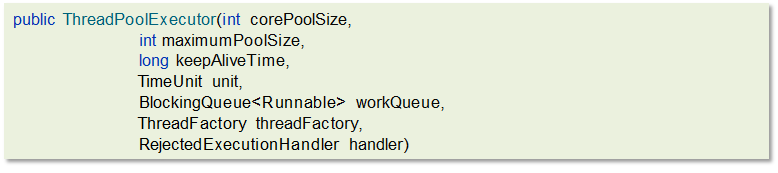 public ThreadPoolExecutor(int corePoolSize,
int maximumPoolSize,
long keepAliveTime,
TimeUnit unit,
BlockingQueue<Runnable> workQueue,
ThreadFactory threadFactory,
RejectedExecutionHandler handler)